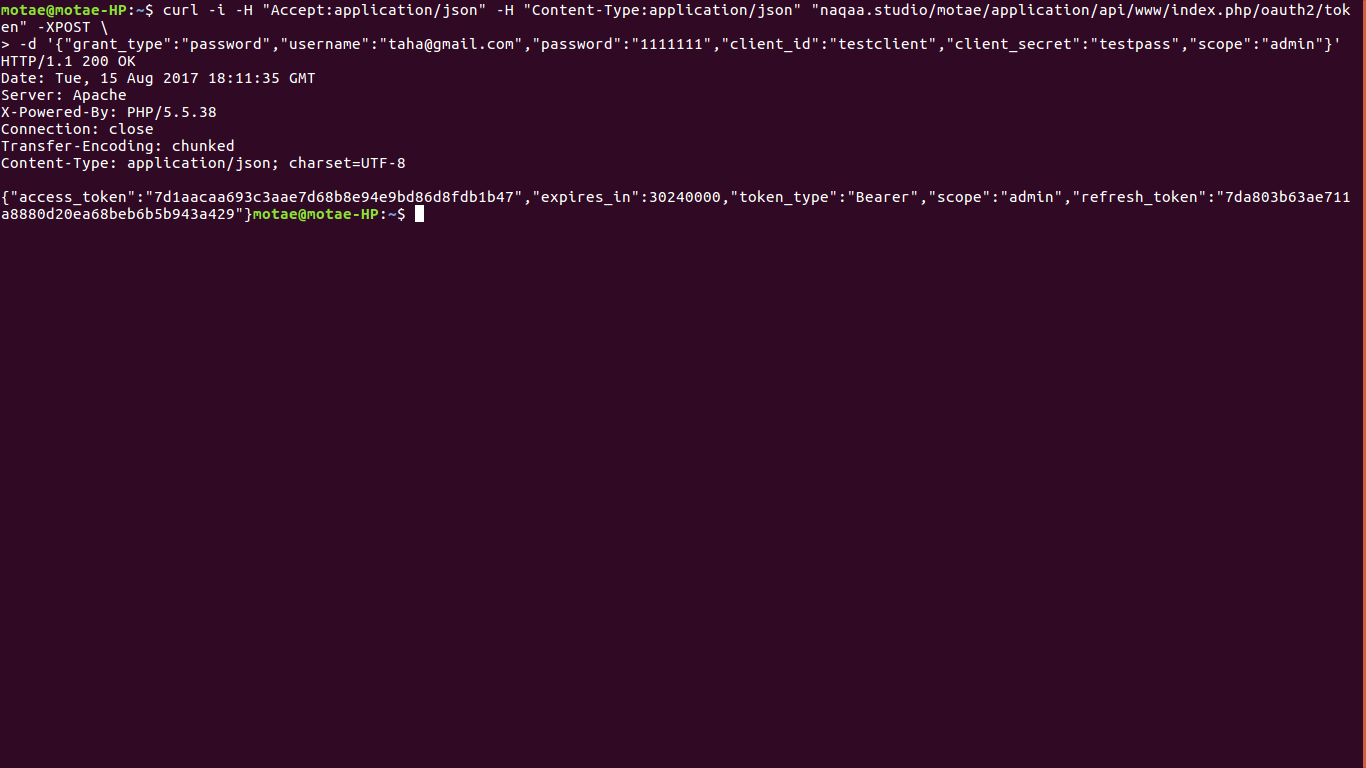 motae@motae-HP:~$ curl -i -H "Accept:application/json" -H "Content-Type:application/json" "naqaa.studio/motae/application/api/www/index.php/oauth2/tok
en" -XPOST \
> -d '{"grant_type":"password","username":"taha@gmail.com","password":"1111111","client_id":"testclient","client_secret":"testpass","scope":"admin"}'
HTTP/1.1 200 OK
Date: Tue, 15 Aug 2017 18:11:35 GMT
Server: Apache
X-Powered-By: PHP/5.5.38
Connection: close
Transfer-Encoding: chunked
Content-Type: application/json; charset=UTF-8

{"access_token":"7d1aacaa693c3aae7d68b8e94e9bd86d8fdb1b47","expires_in":30240000,"token_type":"Bearer","scope":"admin","refresh_token":"7da803b63ae711
a8880d20ea68beb6b5b943a429"}motae@motae-HP:~$